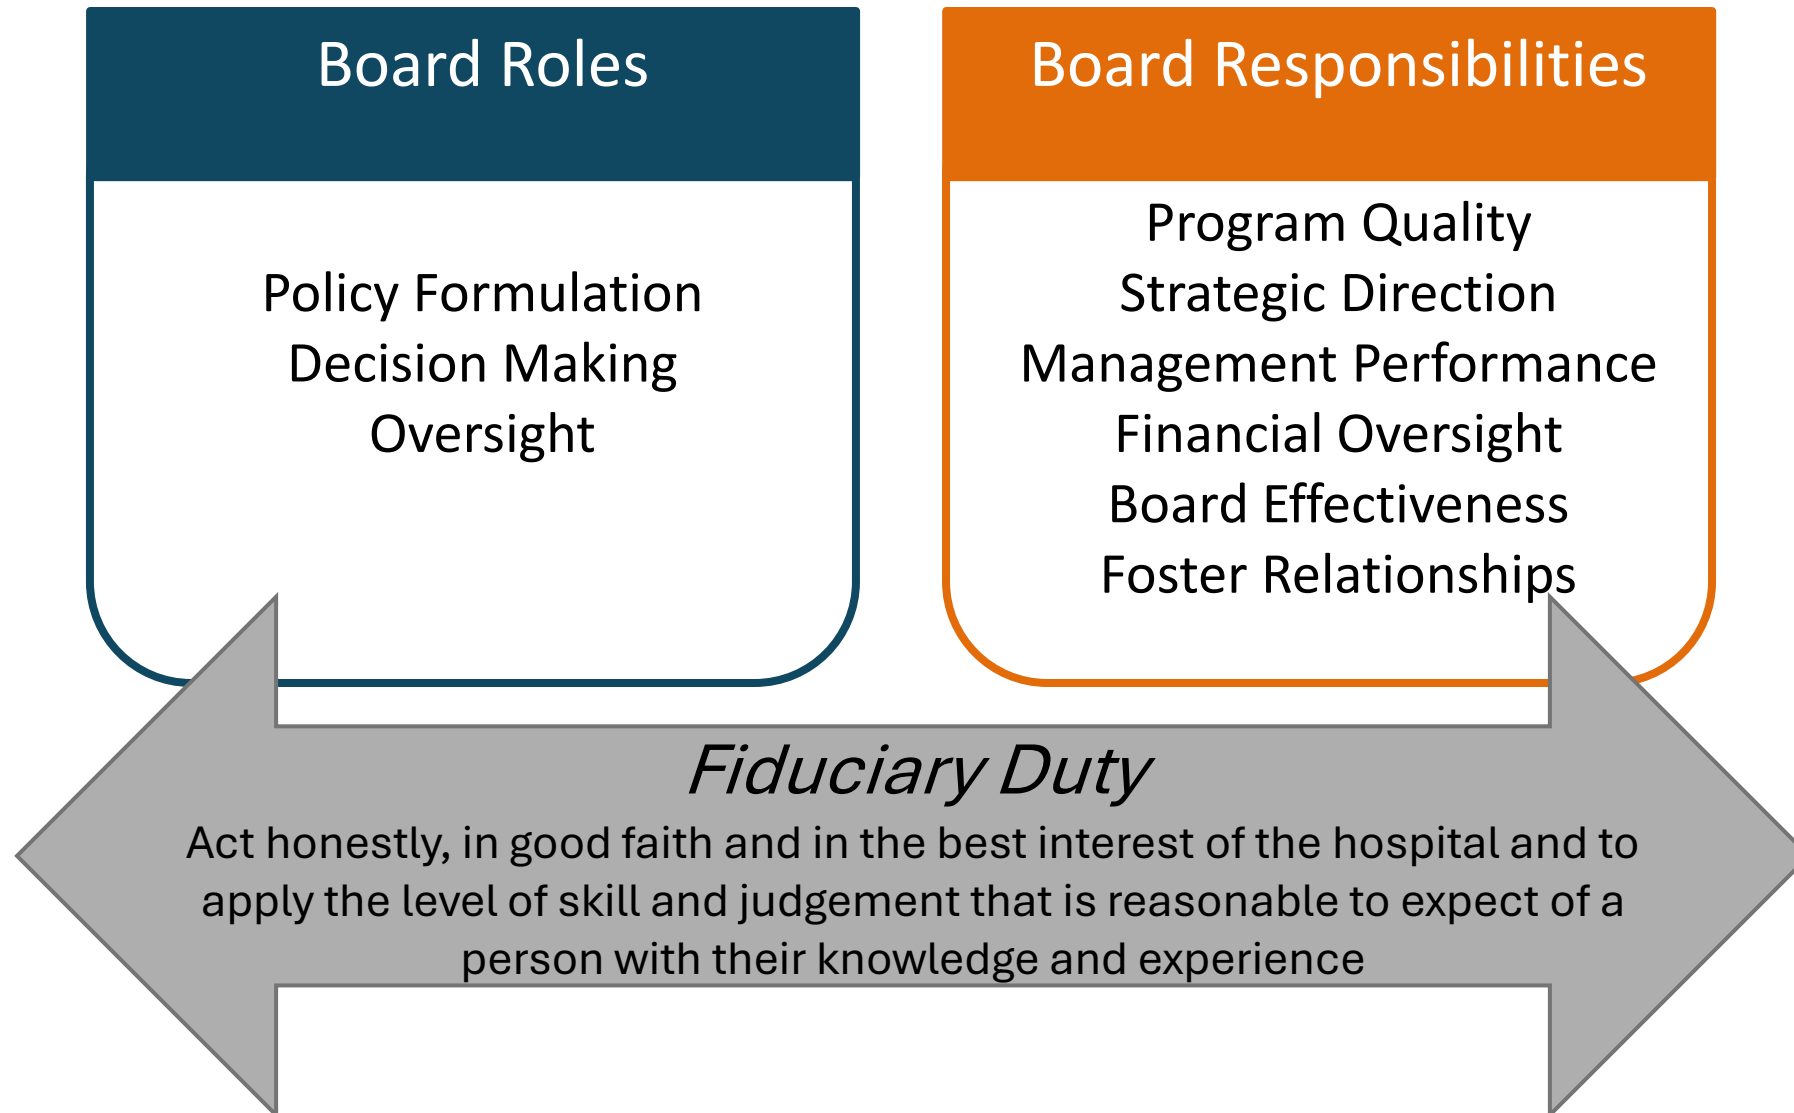 Board Roles
Policy Formulation
Decision Making
Oversight
Board Responsibilities
Program Quality
Strategic Direction
Management Performance
Financial Oversight
Board Effectiveness
Foster Relationships
Fiduciary Duty
Act honestly, in good faith and in the best interest of the hospital and to
apply the level of skill and judgement that is reasonable to expect of a
person with their knowledge and experience